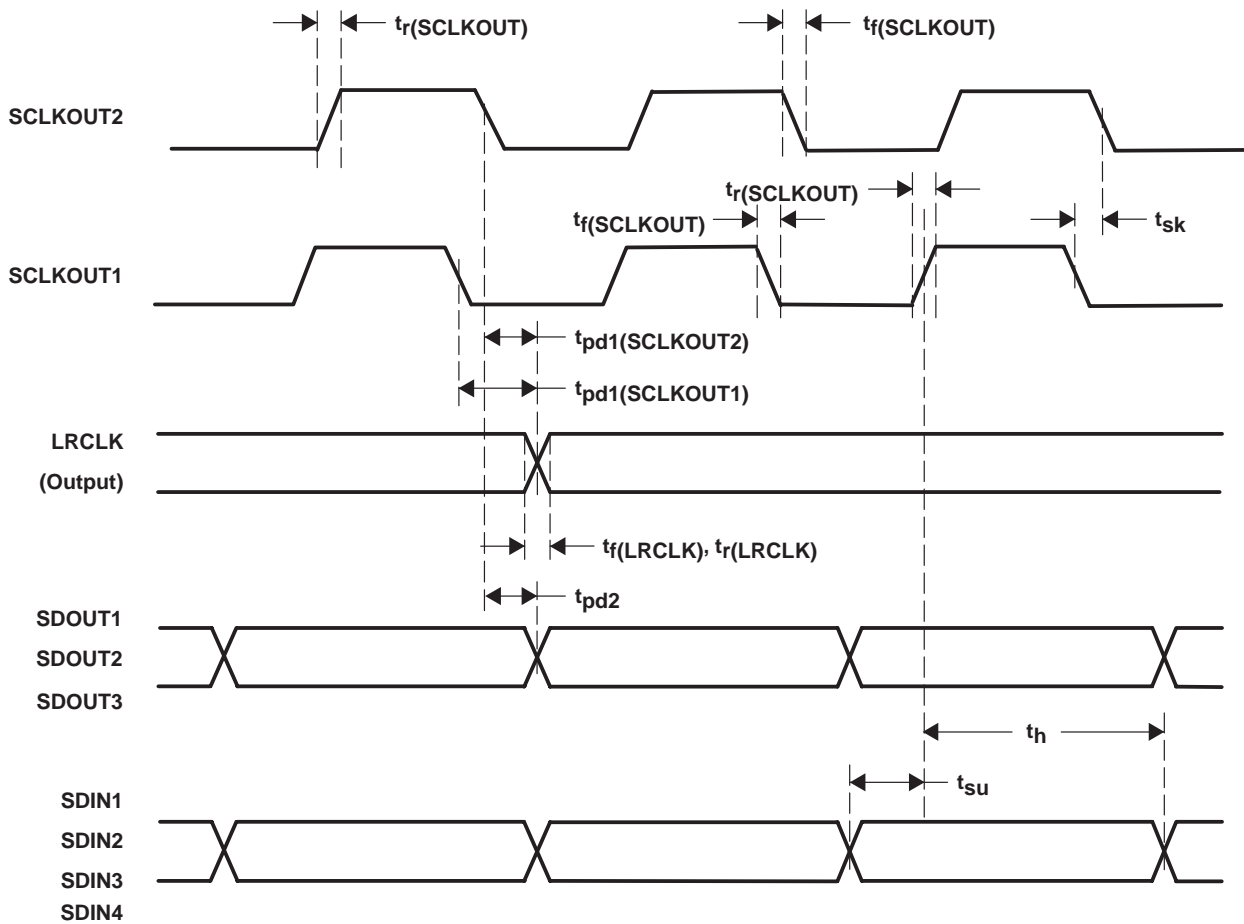 tr(SCLKOUT)
tf(SCLKOUT)
SCLKOUT2
tr(SCLKOUT)
tf(SCLKOUT)
tsk
SCLKOUT1
tpd1(SCLKOUT2)
tpd1(SCLKOUT1)
LRCLK
(Output)
tf(LRCLK), tr(LRCLK)
tpd2
SDOUT1
SDOUT2
SDOUT3
th
tsu
SDIN1
SDIN2
SDIN3
SDIN4